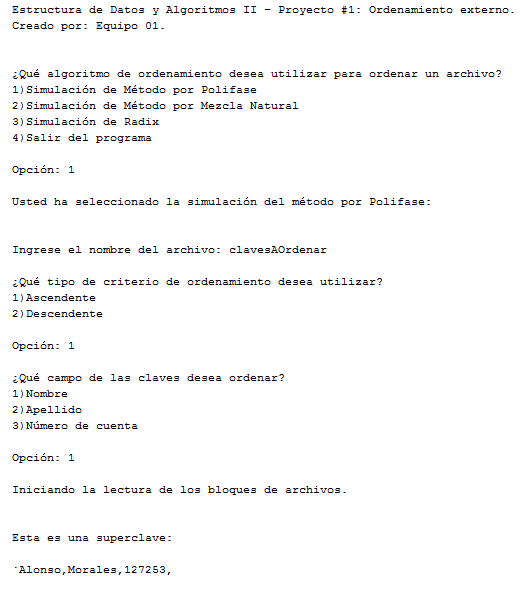 Estructura de Datos y Algoritmos II - Proyecto #1: Ordenamiento externo.
Creado por: Equipo 01.
¿Qué algoritmo de ordenamiento desea utilizar para ordenar un archivo?
1)Simulación de Método por Polifase
2)Simulación de Método por Mezcla Natural
3)Simulación de Radix
4)Salir del programa
Opción: 1
Usted ha seleccionado la simulación del método por Polifase:
Ingrese el nombre del archivo: clavesAOrdenar
¿Qué tipo de criterio de ordenamiento desea utilizar?
1)Ascendente
2)Descendente
Opción: 1
¿Qué campo de las claves desea ordenar?
1)Nombre
2)Apellido
3)Número de cuenta
Opción: 1
Iniciando la lectura de los bloques de archivos.
Esta es una superclave:
`Alonso,Morales,127253,